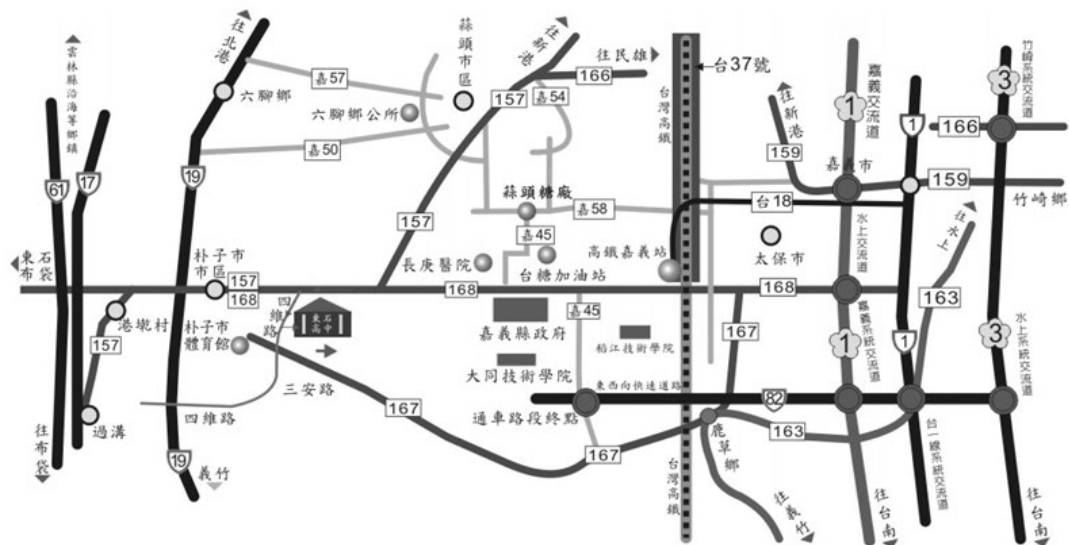 往北港
雲林縣沿海等鄉鎮
蒜頭市區
往新港
往民雄
166
台37號
台灣高鐵
嘉義交流道
竹崎系統交流道
嘉57
六腳鄉
六腳鄉公所
157
嘉54
往新港
1
1
3
166
嘉50
159
嘉義市
159
竹崎鄉
61
17
19
157
蒜頭糖廠
嘉58
台18
往水上
水上交流道
嘉45
太保市
高鐵嘉義站
東石
布袋
朴子市
市區
157
168
長庚醫院
台糖加油站
168
168
163
四維路
東石
高中
嘉義縣政府
嘉45
稻江技術學院
167
嘉義系統交流道
水上系統交流道
港墘村
157
朴子市
體育館
大同技術學院
東西向快速道路
1
1
3
三安路
四維路
通車路段終點
82
過溝
167
167
鹿草鄉
163
台一線系統交流道
往布袋
19
義竹
台灣高鐵
往義竹
往台南
往台南